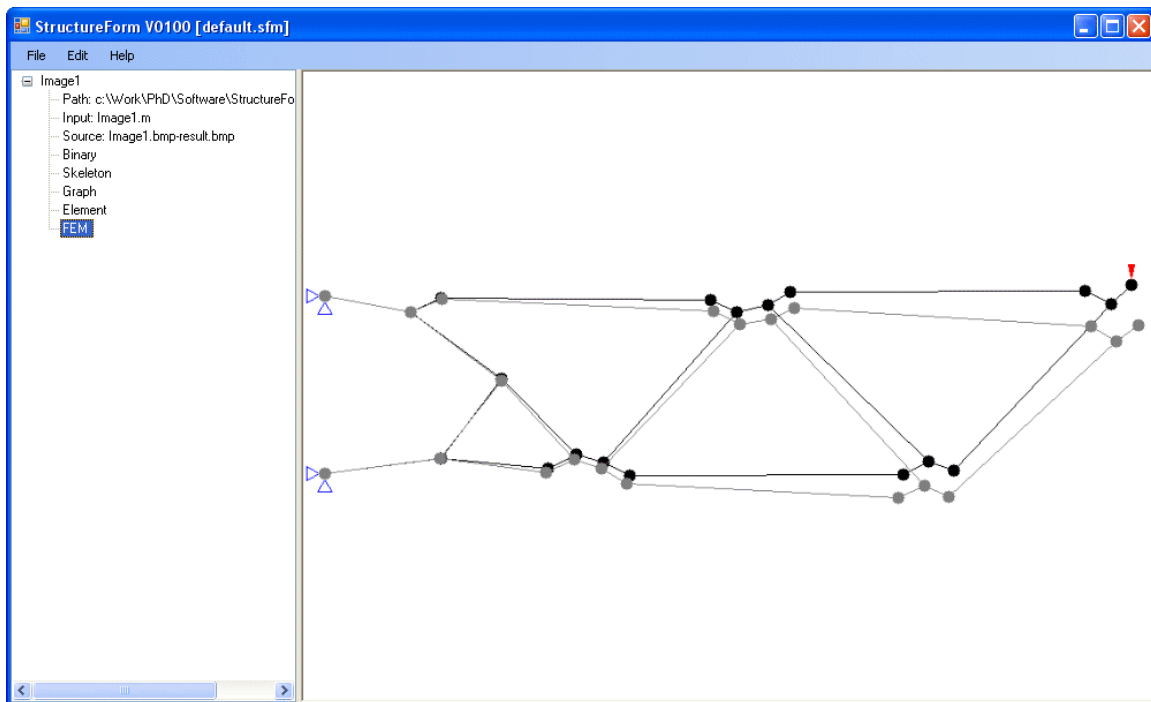 StructureForm V0100 [default.sfm]
File Edit Help
Image1
Path: c:\Work\PhD\Software\StructureFo
Input: Image1.m
Source: Image1.bmp-result.bmp
Binary
Skeleton
Graph
Element
FEM